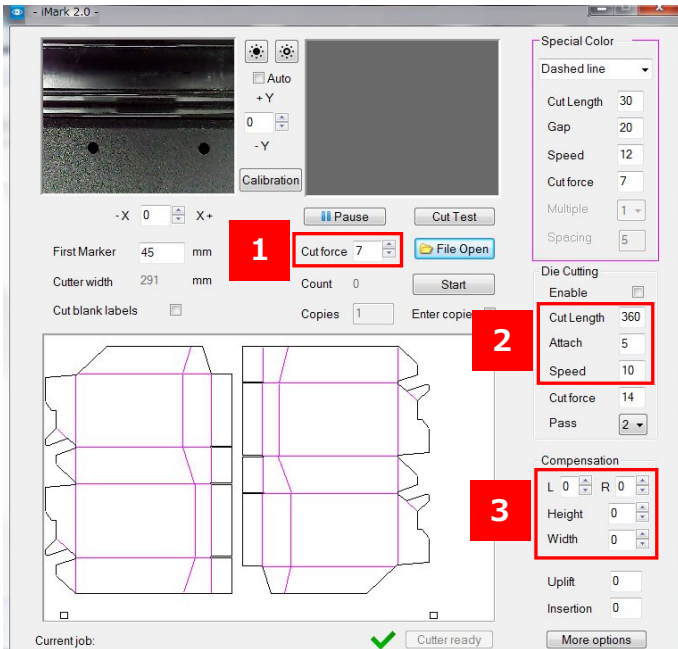 - iMark 2.0 -
Auto
+ Y
0
- Y
Calibration
- X 0 X +
Pause
Cut Test
First Marker 45 mm
1
Cut force 7
File Open
Cutter width 291 mm
Count 0
Start
Cut blank labels
Copies 1
Enter copie
Special Color
Dashed line
Cut Length 30
Gap 20
Speed 12
Cut force 7
Multiple 1
Spacing 5
Die Cutting
Enable
2
Cut Length 360
Attach 5
Speed 10
Cut force 14
Pass 2
Compensation
3
L 0 R 0
Height 0
Width 0
Uplift 0
Insertion 0
Current job:
Cutter ready
More options